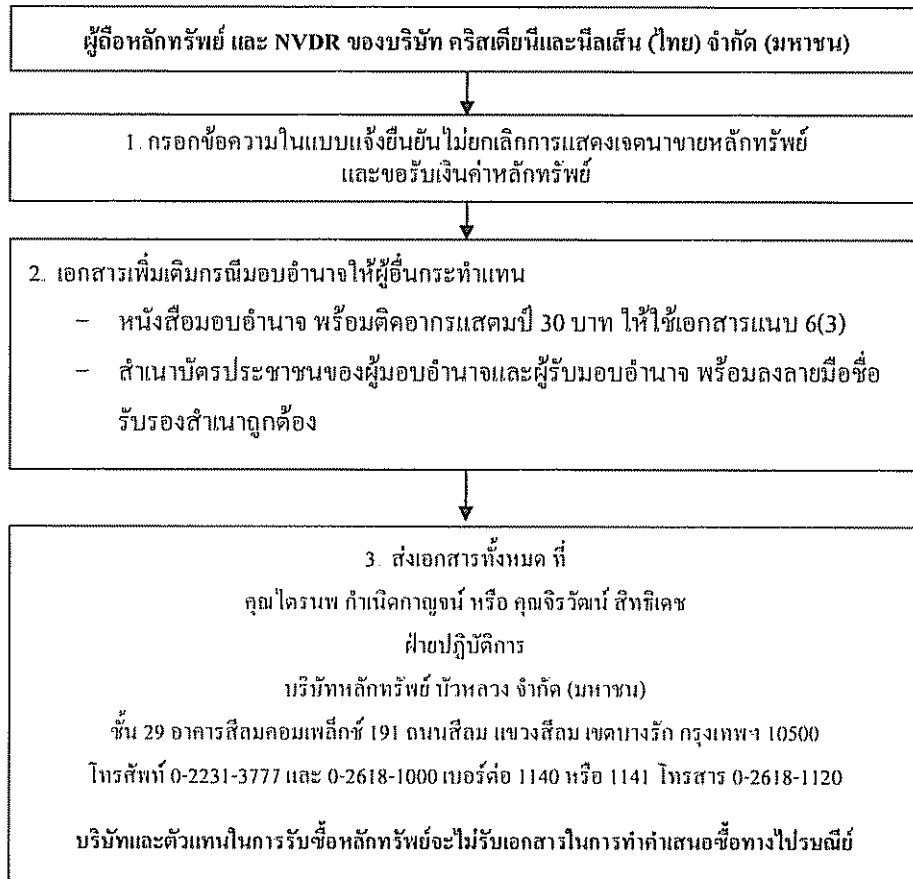 ผู้ถือหลักทรัพย์ และ NVDR ของบริษัท คริสเตียนีและนีลเส็น (ไทย) จำกัด (มหาชน)
1. กรอกข้อความในแบบแจ้งยืนยันไม่ยกเลิกการแสดงเจตนาขายหลักทรัพย์
และขอรับเงินค่าหลักทรัพย์
2. เอกสารเพิ่มเติมกรณีมอบอำนาจให้ผู้อื่นกระทำแทน
– หนังสือมอบอำนาจ พร้อมติดอากรแสตมป์ 30 บาท ให้ใช้เอกสารแนบ 6(3)
– สำเนาบัตรประชาชนของผู้มอบอำนาจและผู้รับมอบอำนาจ พร้อมลงลายมือชื่อ
รับรองสำเนาถูกต้อง
3. ส่งเอกสารทั้งหมด ที่
คุณไตรนพ กำเนิดกาญจน์ หรือ คุณจิรวัฒน์ สิทธิเดช
ฝ่ายปฏิบัติการ
บริษัทหลักทรัพย์ บัวหลวง จำกัด (มหาชน)
ชั้น 29 อาคารสีลมคอมเพล็กซ์ 191 ถนนสีลม แขวงสีลม เขตบางรัก กรุงเทพฯ 10500
โทรศัพท์ 0-2231-3777 และ 0-2618-1000 เบอร์ต่อ 1140 หรือ 1141 โทรสาร 0-2618-1120
บริษัทและตัวแทนในการรับซื้อหลักทรัพย์จะไม่รับเอกสารในการทำคำเสนอซื้อทางไปรษณีย์